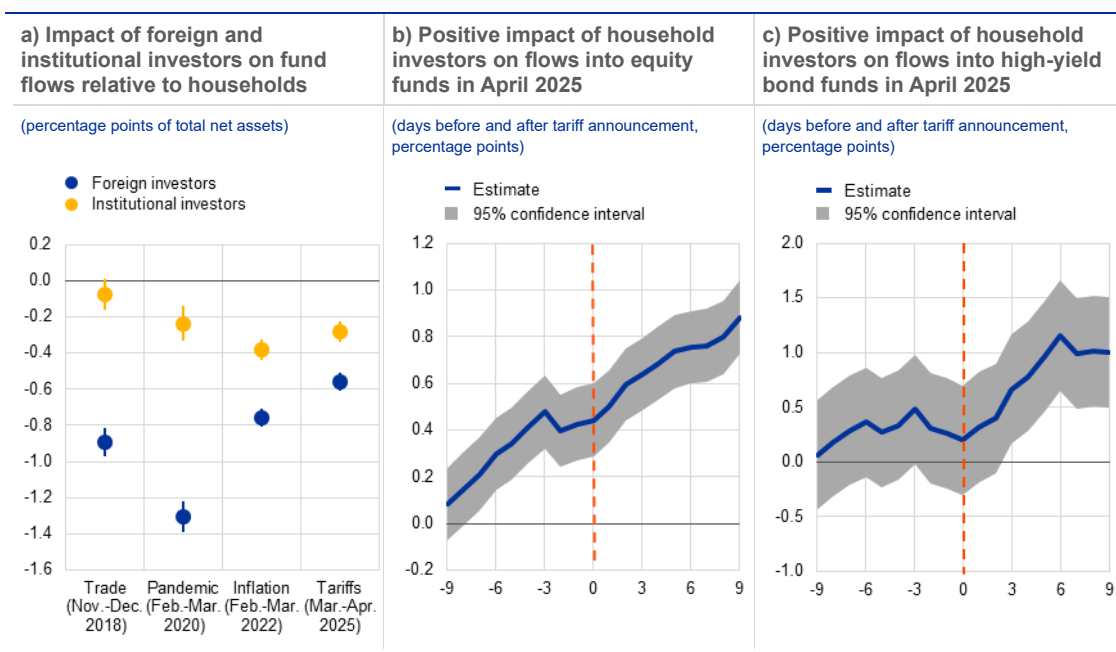 a) Impact of foreign and
institutional investors on fund
flows relative to households
(percentage points of total net assets)
Foreign investors
Institutional investors
0.2
0.0
-0.2
-0.4
-0.6
-0.8
-1.0
-1.2
-1.4
-1.6
Trade Pandemic Inflation Tariffs
(Nov.-Dec. (Feb.-Mar. (Feb.-Mar. (Mar.-Apr.
2018) 2020) 2022) 2025)
b) Positive impact of household
investors on flows into equity
funds in April 2025
(days before and after tariff announcement,
percentage points)
Estimate
95% confidence interval
1.2
1.0
0.8
0.6
0.4
0.2
0.0
-0.2
-9 -6 -3 0 3 6 9
c) Positive impact of household
investors on flows into high-yield
bond funds in April 2025
(days before and after tariff announcement,
percentage points)
Estimate
95% confidence interval
2.0
1.5
1.0
0.5
0.0
-0.5
-1.0
-9 -6 -3 0 3 6 9